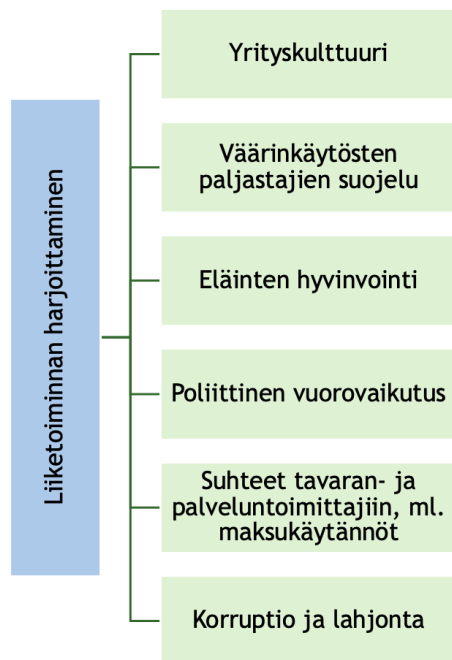 Liiketoiminnan harjoittaminen
Yrityskulttuuri
Väärinkäytösten
paljastajien suojelu
Eläinten hyvinvointi
Poliittinen vuorovaikutus
Suhteet tavaran- ja
palveluntoimittajiin, ml.
maksukäytännöt
Korruptio ja lahjonta